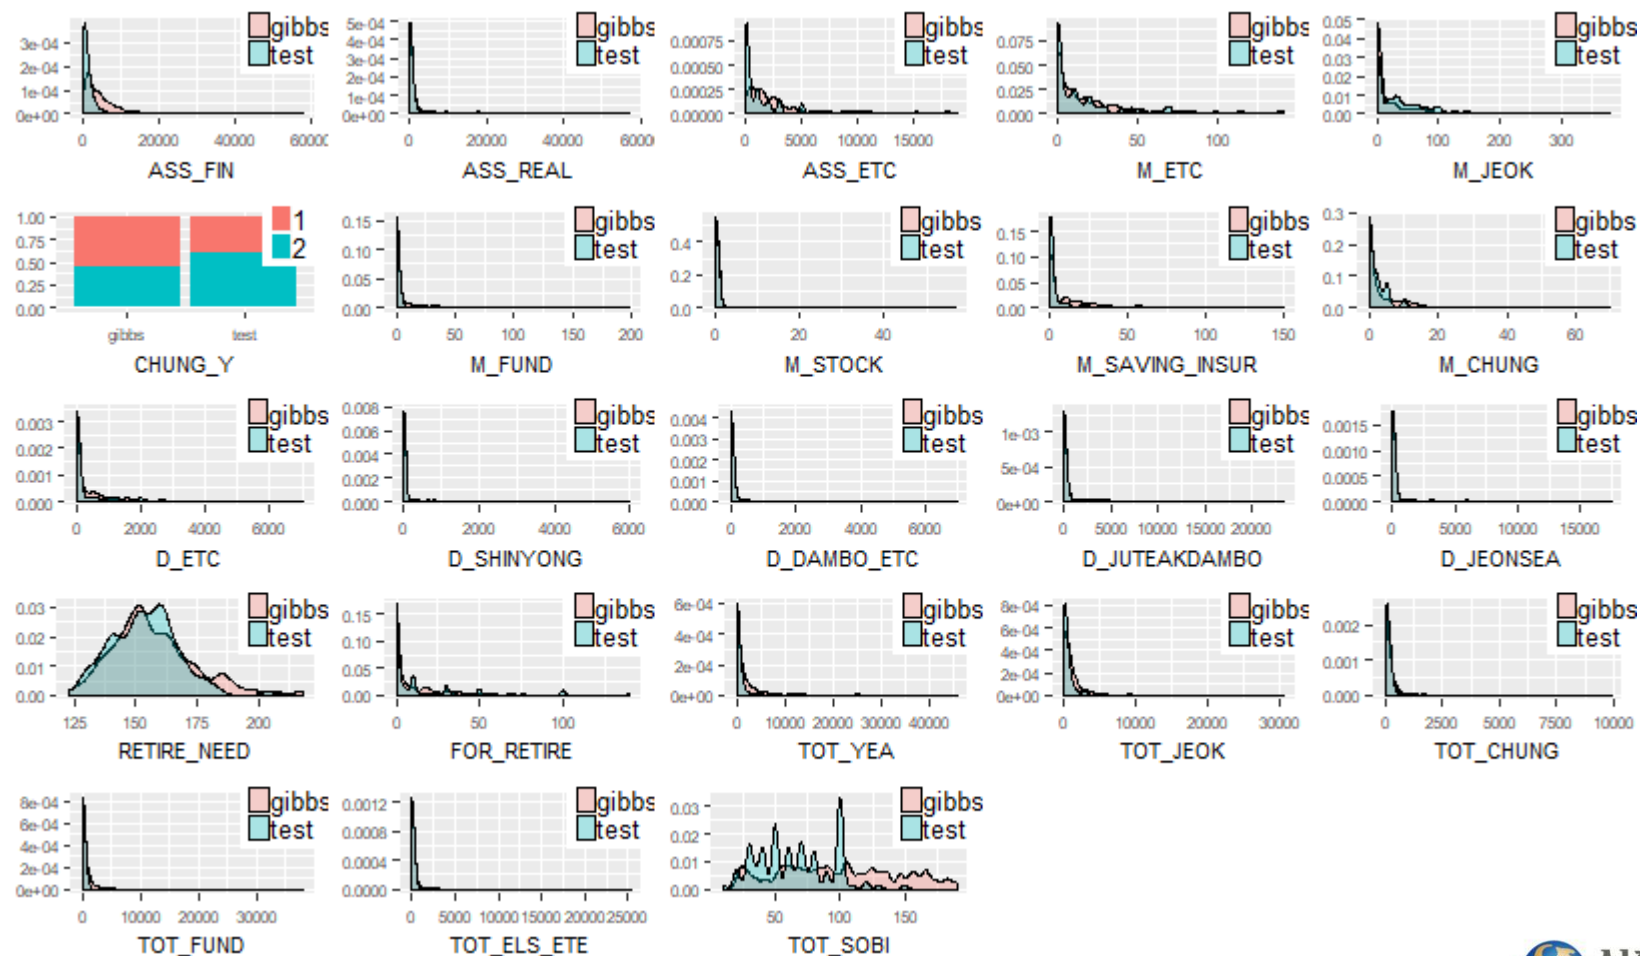 gibbs
test
3e-04
2e-04
1e-04
0e+00
0 20000 40000 6000(
ASS_FIN
gibbs
test
5e-04
4e-04
3e-04
2e-04
1e-04
0e+00
0 20000 40000 6000(
ASS_REAL
gibbs
test
0.00075
0.00050
0.00025
0.00000
0 5000 10000 15000
ASS_ETC
gibbs
test
0.075
0.050
0.025
0.000
0 50 100
M_ETC
gibbs
test
0.05
0.04
0.03
0.02
0.01
0.00
0 100 200 300
M_JEOK
1
2
1.00
0.75
0.50
0.25
0.00
gibbs test
CHUNG_Y
gibbs
test
0.15
0.10
0.05
0.00
0 50 100 150 200
M_FUND
gibbs
test
0.4
0.2
0.0
0 20 40
M_STOCK
gibbs
test
0.15
0.10
0.05
0.00
0 50 100 150
M_SAVING_INSUR
gibbs
test
0.3
0.2
0.1
0.0
0 20 40 60
M_CHUNG
gibbs
test
0.003
0.002
0.001
0.000
0 2000 4000 6000
D_ETC
gibbs
test
0.008
0.006
0.004
0.002
0.000
0 2000 4000 6000
D_SHINYONG
gibbs
test
0.004
0.003
0.002
0.001
0.000
0 2000 4000 6000
D_DAMBO_ETC
gibbs
test
1e-03
5e-04
0e+00
0 5000 10000 15000 20000
D_JUTEAKDAMBO
gibbs
test
0.0015
0.0010
0.0005
0.0000
0 5000 10000 15000
D_JEONSEA
gibbs
test
0.03
0.02
0.01
0.00
125 150 175 200
RETIRE_NEED
gibbs
test
0.15
0.10
0.05
0.00
0 50 100
FOR_RETIRE
gibbs
test
6e-04
4e-04
2e-04
0e+00
0 10000 20000 30000 40000
TOT_YEA
gibbs
test
8e-04
6e-04
4e-04
2e-04
0e+00
0 10000 20000 30000
TOT_JEOK
gibbs
test
0.002
0.001
0.000
0 2500 5000 7500 10000
TOT_CHUNG
gibbs
test
8e-04
6e-04
4e-04
2e-04
0e+00
0 10000 20000 30000
TOT_FUND
gibbs
test
0.0012
0.0008
0.0004
0.0000
0 5000 10000 15000 20000 25000
TOT_ELS_ETE
gibbs
test
0.03
0.02
0.01
0.00
50 100 150
TOT_SOBI